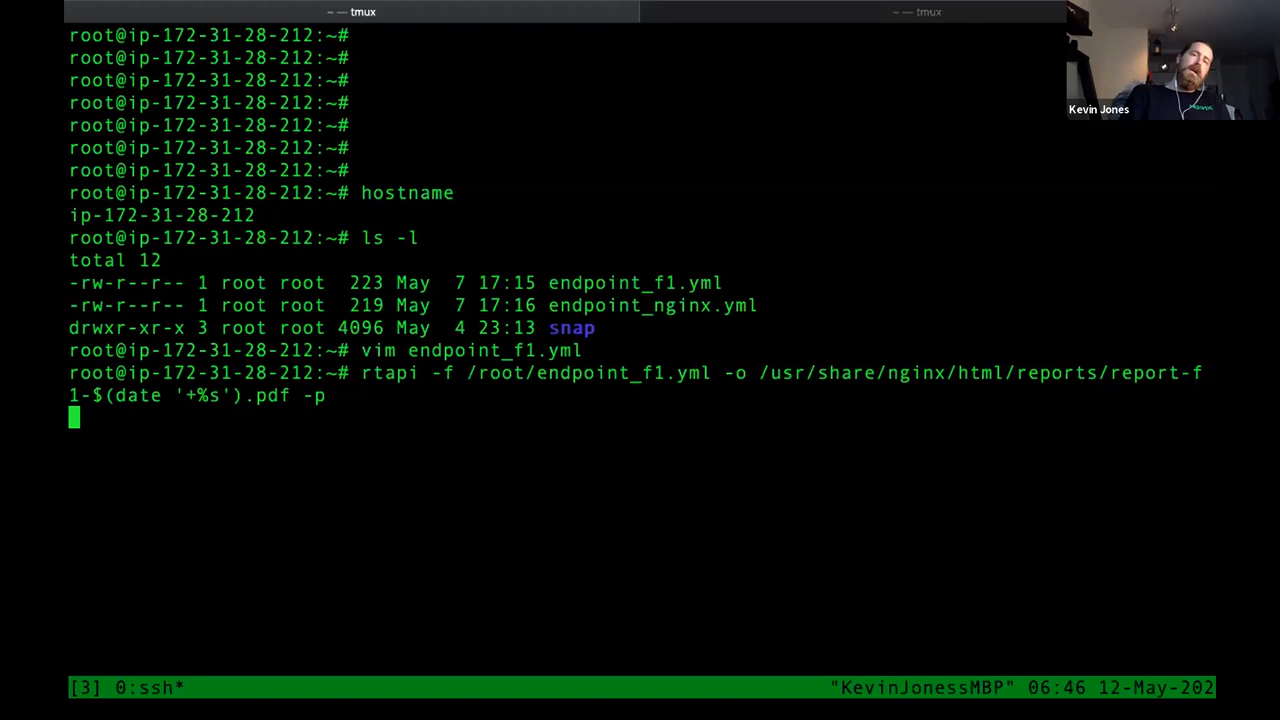 ~ — tmux
~ — tmux
root@ip-172-31-28-212:~#
root@ip-172-31-28-212:~#
root@ip-172-31-28-212:~#
root@ip-172-31-28-212:~#
root@ip-172-31-28-212:~#
root@ip-172-31-28-212:~#
root@ip-172-31-28-212:~#
root@ip-172-31-28-212:~# hostname
ip-172-31-28-212
root@ip-172-31-28-212:~# ls -l
total 12
-rw-r--r-- 1 root root  223 May  7 17:15 endpoint_f1.yml
-rw-r--r-- 1 root root  219 May  7 17:16 endpoint_nginx.yml
drwxr-xr-x 3 root root 4096 May  4 23:13 snap
root@ip-172-31-28-212:~# vim endpoint_f1.yml
root@ip-172-31-28-212:~# rtapi -f /root/endpoint_f1.yml -o /usr/share/nginx/html/reports/report-f
1-$(date '+%s').pdf -p
[3] 0:ssh*
"KevinJonessMBP" 06:46 12-May-202
Kevin Jones